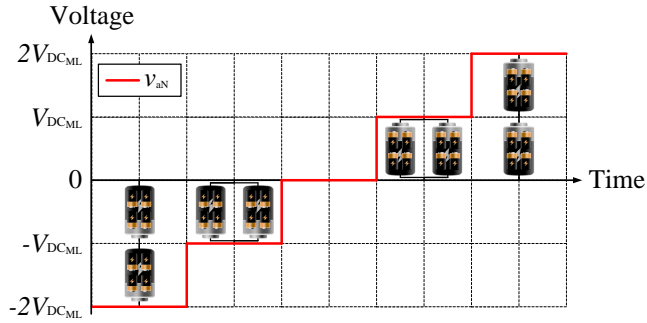 Voltage
2V_DC_ML
v_aN
V_DC_ML
0
Time
-V_DC_ML
-2V_DC_ML